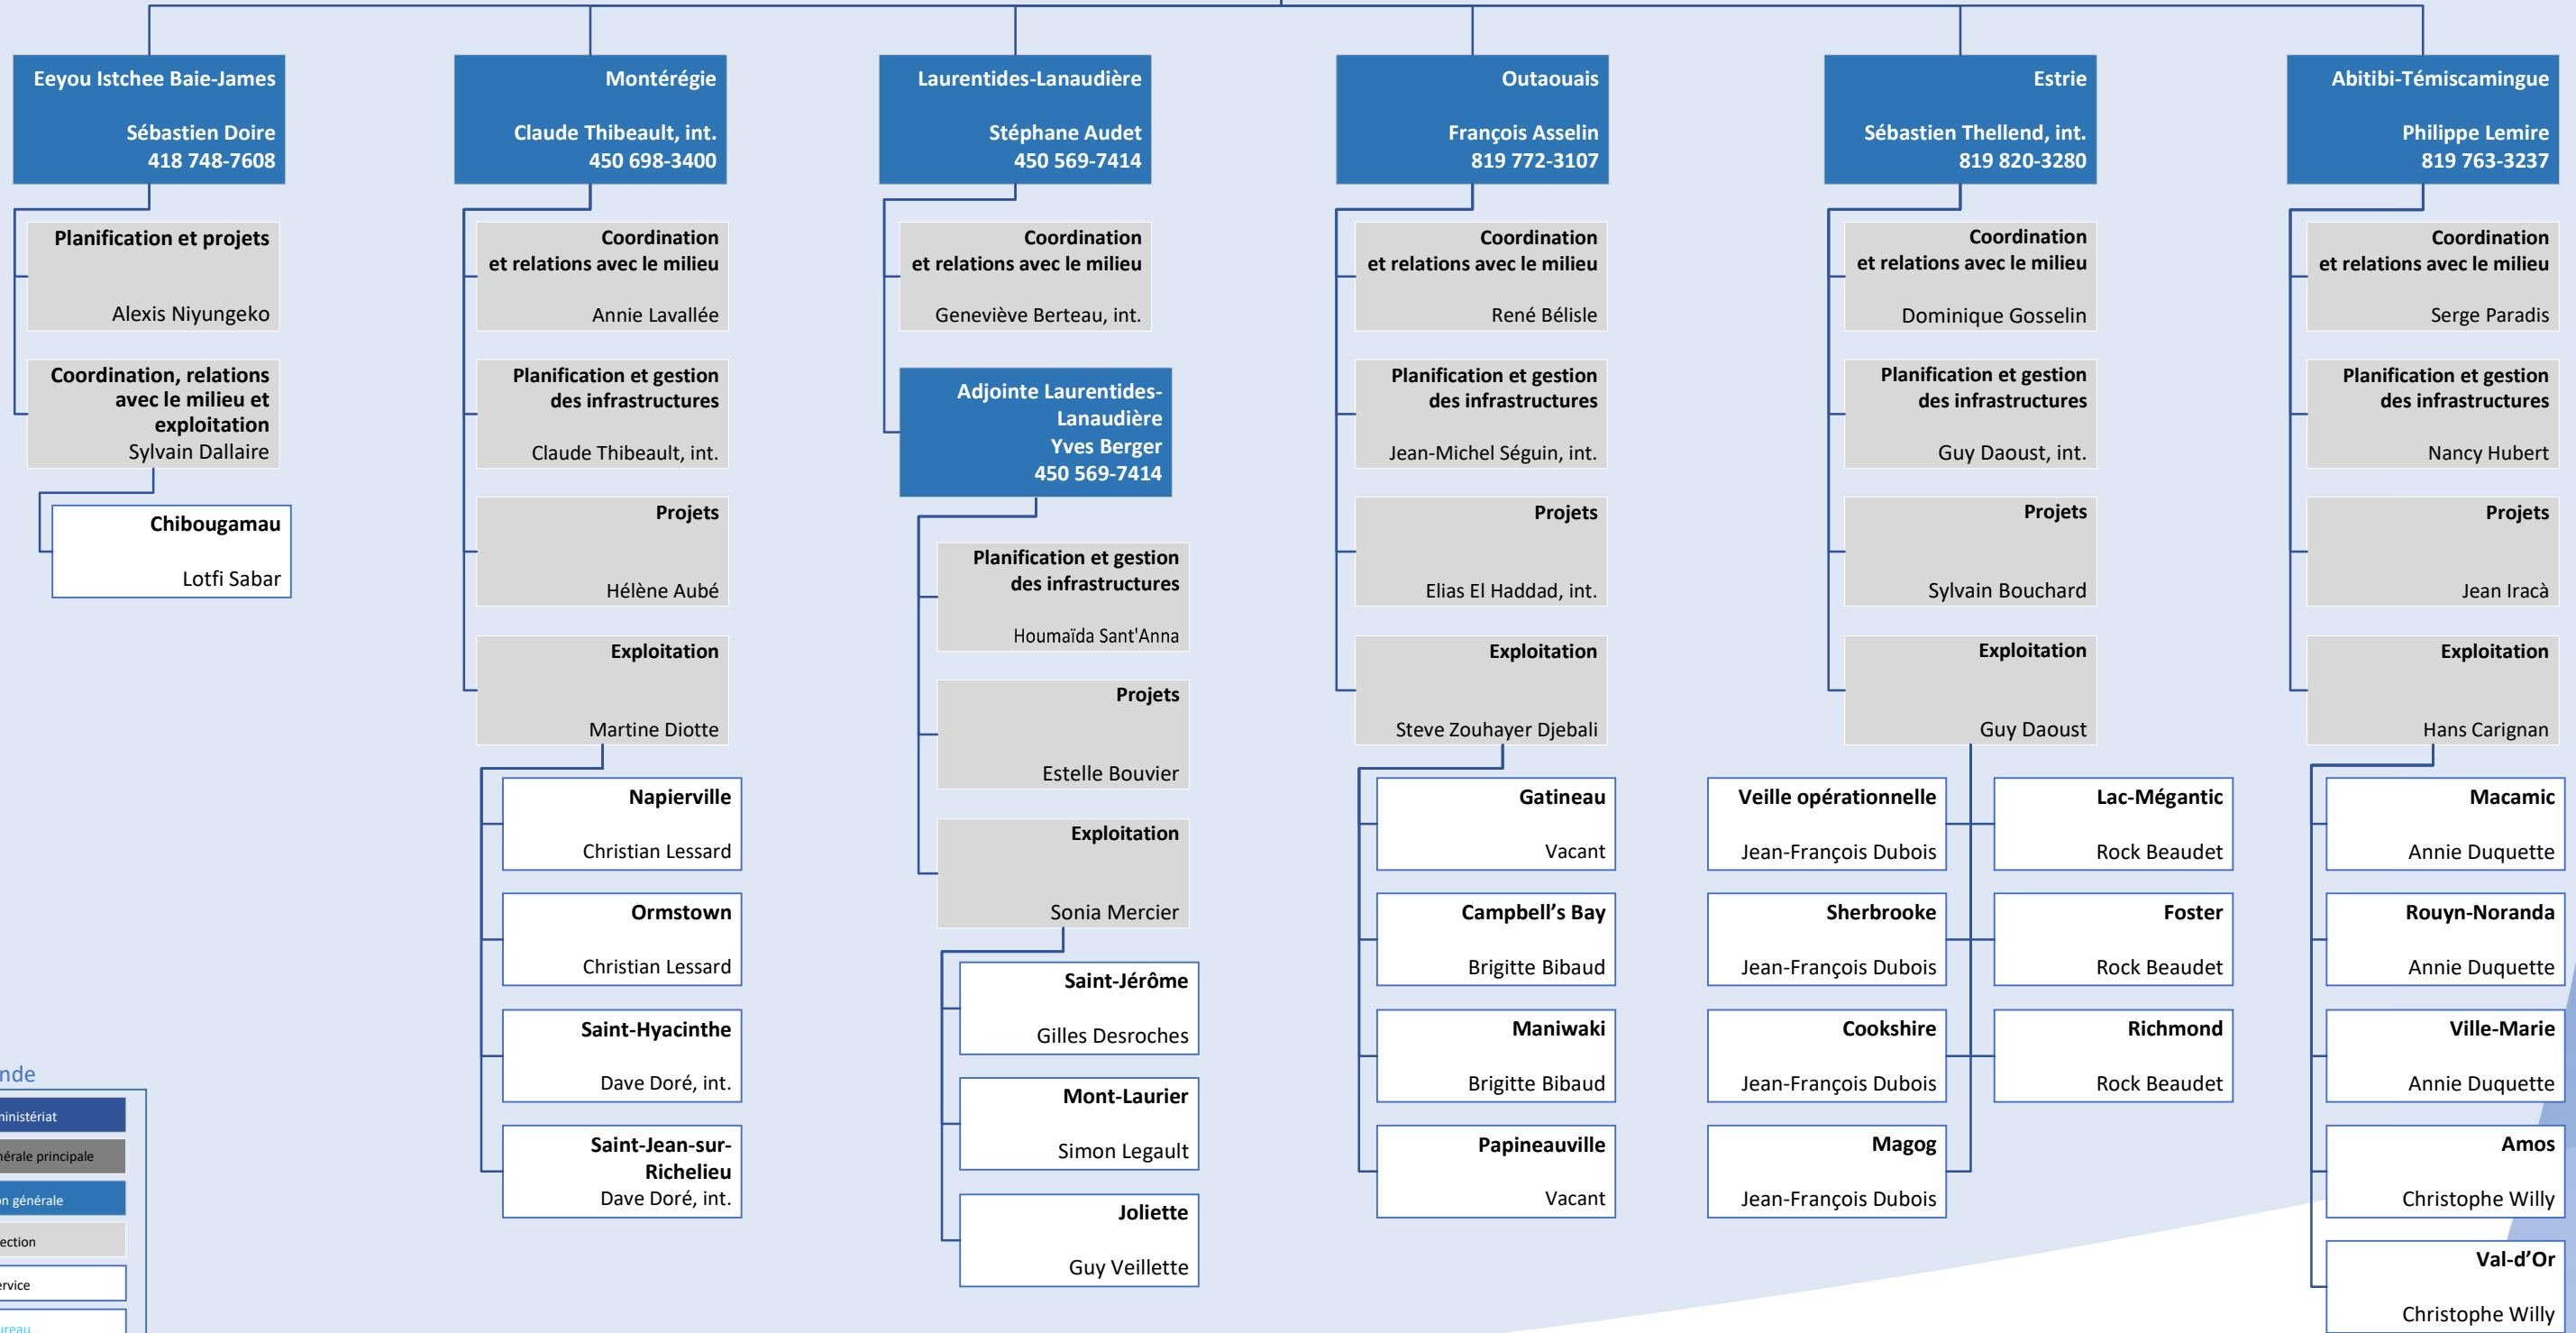 Eeyou Istchee Baie-James
Sébastien Doire
418 748-7608
Planification et projets
Alexis Niyungeko
Coordination, relations
avec le milieu et
exploitation
Sylvain Dallaire
Chibougamau
Lotfi Sabar
Montérégie
Claude Thibeault, int.
450 698-3400
Coordination
et relations avec le milieu
Annie Lavallée
Planification et gestion
des infrastructures
Claude Thibeault, int.
Projets
Hélène Aubé
Exploitation
Martine Diotte
Napierville
Christian Lessard
Ormstown
Christian Lessard
Saint-Hyacinthe
Dave Doré, int.
Saint-Jean-sur-
Richelieu
Dave Doré, int.
Laurentides-Lanaudière
Stéphane Audet
450 569-7414
Coordination
et relations avec le milieu
Geneviève Berteau, int.
Adjointe Laurentides-
Lanaudière
Yves Berger
450 569-7414
Planification et gestion
des infrastructures
Houmaïda Sant'Anna
Projets
Estelle Bouvier
Exploitation
Sonia Mercier
Saint-Jérôme
Gilles Desroches
Mont-Laurier
Simon Legault
Joliette
Guy Veillette
Outaouais
François Asselin
819 772-3107
Coordination
et relations avec le milieu
René Bélisle
Planification et gestion
des infrastructures
Jean-Michel Séguin, int.
Projets
Elias El Haddad, int.
Exploitation
Steve Zouhayer Djebali
Gatineau
Vacant
Campbell’s Bay
Brigitte Bibaud
Maniwaki
Brigitte Bibaud
Papineauville
Vacant
Estrie
Sébastien Thellend, int.
819 820-3280
Coordination
et relations avec le milieu
Dominique Gosselin
Planification et gestion
des infrastructures
Guy Daoust, int.
Projets
Sylvain Bouchard
Exploitation
Guy Daoust
Veille opérationnelle
Jean-François Dubois
Sherbrooke
Jean-François Dubois
Cookshire
Jean-François Dubois
Magog
Jean-François Dubois
Lac-Mégantic
Rock Beaudet
Foster
Rock Beaudet
Richmond
Rock Beaudet
Abitibi-Témiscamingue
Philippe Lemire
819 763-3237
Coordination
et relations avec le milieu
Serge Paradis
Planification et gestion
des infrastructures
Nancy Hubert
Projets
Jean Iracà
Exploitation
Hans Carignan
Macamic
Annie Duquette
Rouyn-Noranda
Annie Duquette
Ville-Marie
Annie Duquette
Amos
Christophe Willy
Val-d’Or
Christophe Willy
nde
ministériat
nérale principale
on générale
ection
ervice
ureau